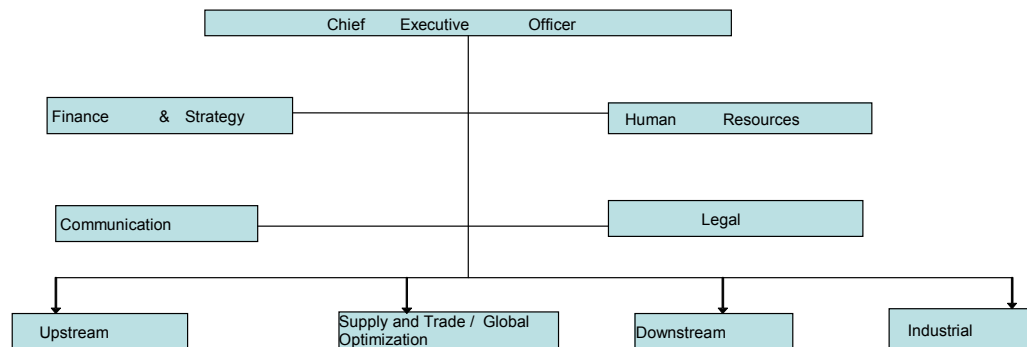 Chief Executive Officer
Finance & Strategy
Human Resources
Communication
Legal
Upstream
Supply and Trade / Global
Optimization
Downstream
Industrial